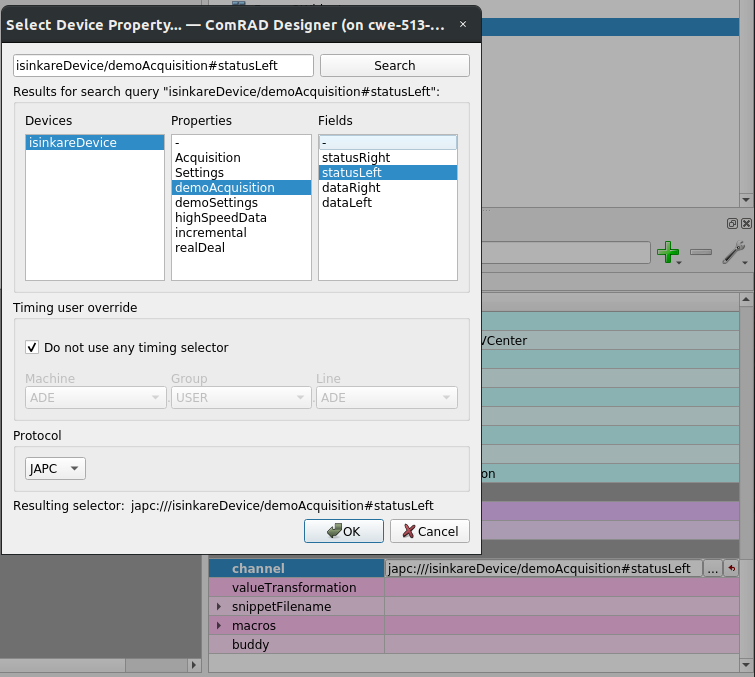 Select Device Property... — ComRAD Designer (on cwe-513-...
isinkareDevice/demoAcquisition#statusLeft
Search
Results for search query "isinkareDevice/demoAcquisition#statusLeft":
Devices
Properties
Fields
isinkareDevice
-
Acquisition
Settings
demoAcquisition
demoSettings
highSpeedData
incremental
realDeal
-
statusRight
statusLeft
dataRight
dataLeft
Timing user override
Do not use any timing selector
Machine
Group
Line
ADE
.
USER
.
ADE
Protocol
JAPC
Resulting selector: japc:///isinkareDevice/demoAcquisition#statusLeft
OK
Cancel
VCenter
on
channel
japc:///isinkareDevice/demoAcquisition#statusLeft
...
valueTransformation
snippetFilename
macros
buddy